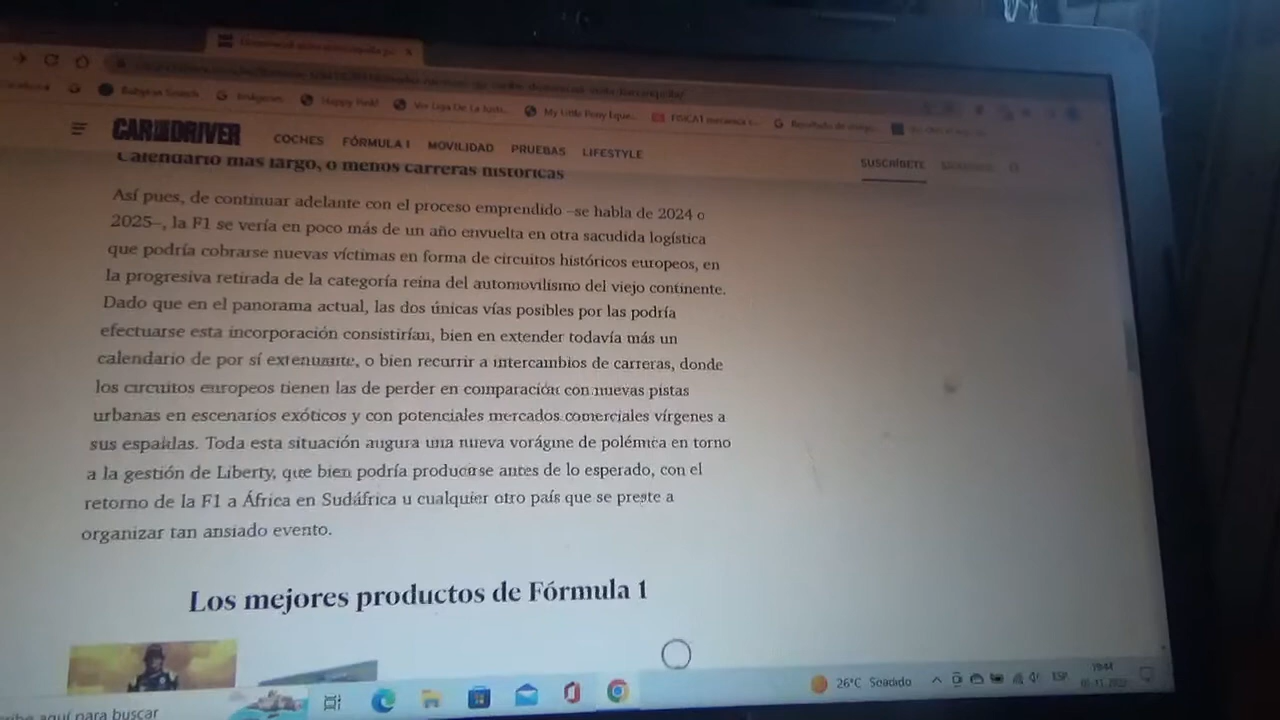 CAR AND DRIVER
COCHES FÓRMULA 1 MOVILIDAD PRUEBAS LIFESTYLE
SUSCRÍBETE
Calendario más largo, o menos carreras históricas
Así pues, de continuar adelante con el proceso emprendido –se habla de 2024 o
2025–, la F1 se vería en poco más de un año envuelta en otra sacudida logística
que podría cobrarse nuevas víctimas en forma de circuitos históricos europeos, en
la progresiva retirada de la categoría reina del automovilismo del viejo continente.
Dado que en el panorama actual, las dos únicas vías posibles por las podría
efectuarse esta incorporación consistirían, bien en extender todavía más un
calendario de por sí extenuante, o bien recurrir a intercambios de carreras, donde
los circuitos europeos tienen las de perder en comparación con nuevas pistas
urbanas en escenarios exóticos y con potenciales mercados comerciales vírgenes a
sus espaldas. Toda esta situación augura una nueva vorágine de polémica en torno
a la gestión de Liberty, que bien podría producirse antes de lo esperado, con el
retorno de la F1 a África en Sudáfrica u cualquier otro país que se preste a
organizar tan ansiado evento.
Los mejores productos de Fórmula 1
aquí para buscar
26°C Soleado
ESP
19:44